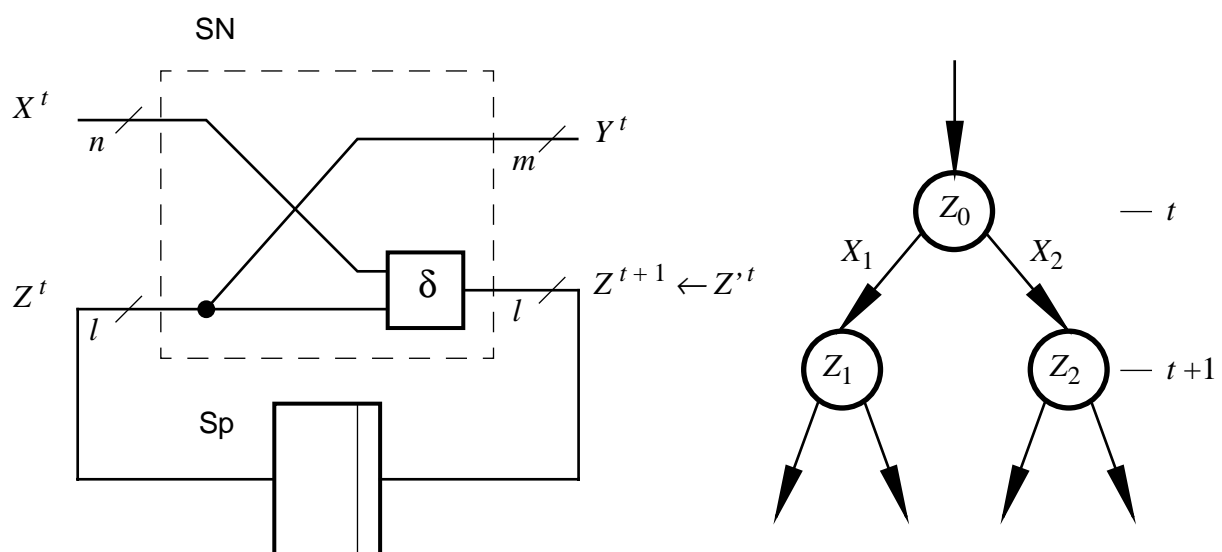 SN
X^t
n
Y^t
m
Z^t
l
δ
l
Z^{t+1} ← Z'^t
Sp
Z_0
t
X_1
X_2
Z_1
Z_2
t+1